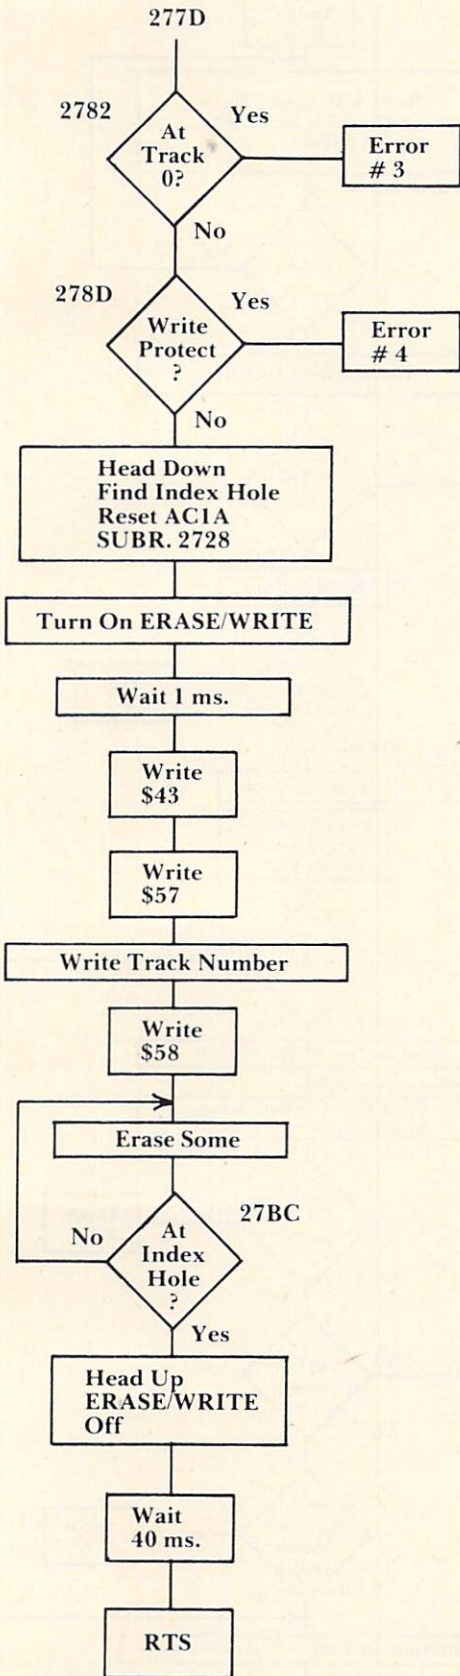 277D
2782
Yes
At
Track
0?
Error
# 3
No
278D
Yes
Write
Protect
?
Error
# 4
No
Head Down
Find Index Hole
Reset AC1A
SUBR. 2728
Turn On ERASE/WRITE
Wait 1 ms.
Write
$43
Write
$57
Write Track Number
Write
$58
Erase Some
27BC
No
At
Index
Hole
?
Yes
Head Up
ERASE/WRITE
Off
Wait
40 ms.
RTS